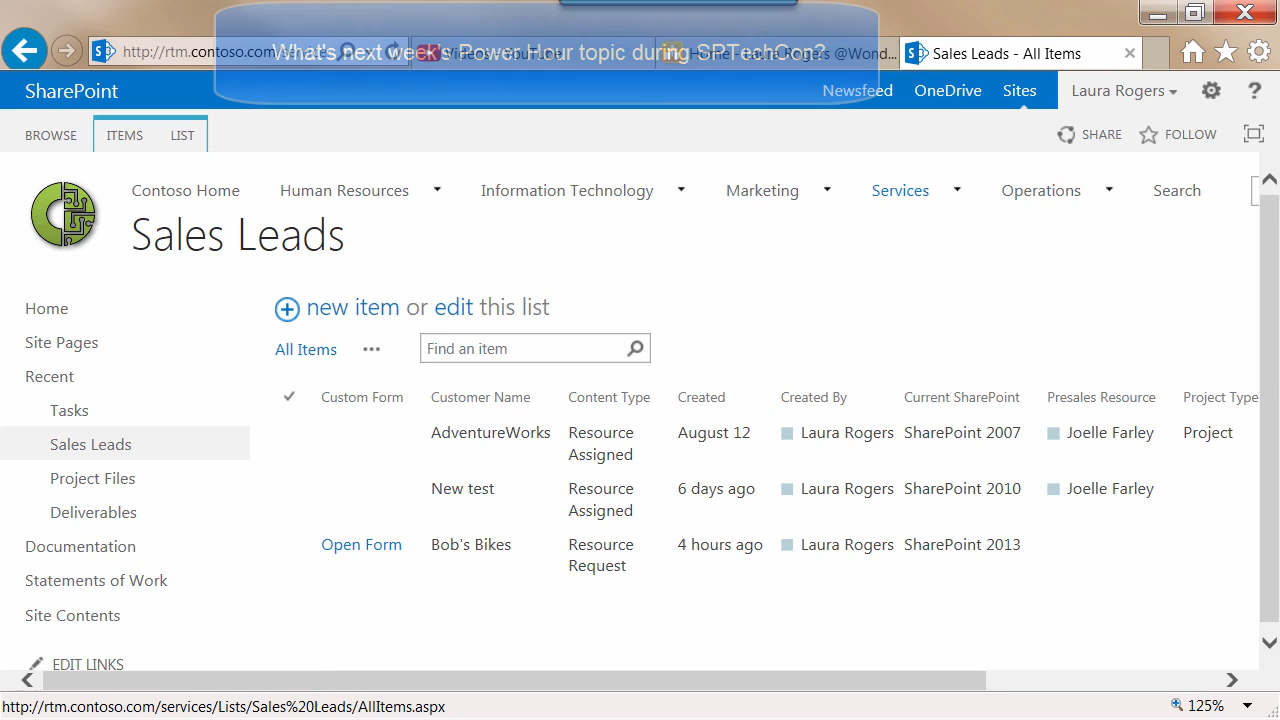 What's next week's Power Hour topic during SPTechCon?
http://rtm.contoso.com
Sales Leads - All Items
SharePoint
Newsfeed OneDrive Sites Laura Rogers ?
BROWSE ITEMS LIST SHARE FOLLOW
Contoso Home Human Resources Information Technology Marketing Services Operations Search
Sales Leads
Home
Site Pages
Recent
Tasks
Sales Leads
Project Files
Deliverables
Documentation
Statements of Work
Site Contents
EDIT LINKS
new item or edit this list
All Items ••• Find an item
Custom Form Customer Name Content Type Created Created By Current SharePoint Presales Resource Project Type
AdventureWorks Resource Assigned August 12 Laura Rogers SharePoint 2007 Joelle Farley Project
New test Resource Assigned 6 days ago Laura Rogers SharePoint 2010 Joelle Farley
Open Form Bob's Bikes Resource Request 4 hours ago Laura Rogers SharePoint 2013
http://rtm.contoso.com/services/Lists/Sales%20Leads/AllItems.aspx
125%